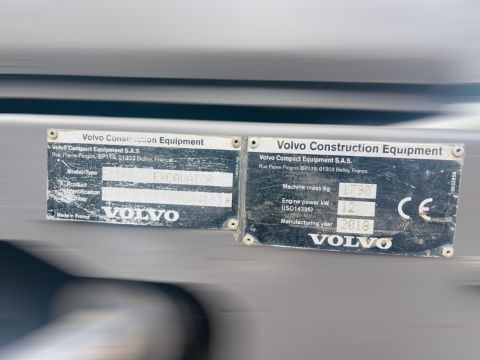 Volvo Construction Equipment
Volvo Compact Equipment S.A.S.
Rue Pierre Pingon, BP119, 01303 Belley, France
Model/Type
EXCAVATOR
Product
VOLVO
Made in France
Volvo Construction Equipment
Volvo Compact Equipment S.A.S.
Rue Pierre Pingon, BP119, 01303 Belley, France
Machine mass kg 1790
Engine power kW 12
(ISO14396)
Manufacturing year 2018
CE
VOLVO